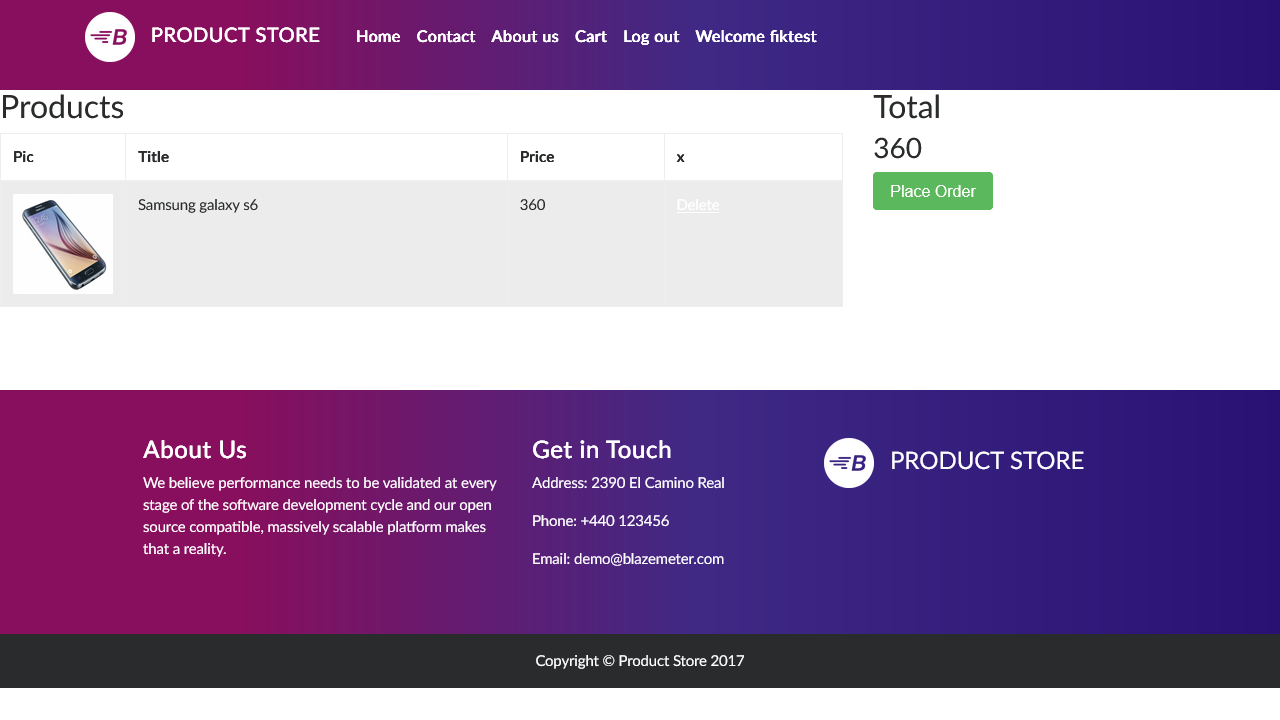 B PRODUCT STORE Home Contact About us Cart Log out Welcome fiktest
Products
Total
Pic Title Price x
360
Samsung galaxy s6 360 Delete
Place Order
About Us
We believe performance needs to be validated at every
stage of the software development cycle and our open
source compatible, massively scalable platform makes
that a reality.
Get in Touch
Address: 2390 El Camino Real
Phone: +440 123456
Email: demo@blazemeter.com
B PRODUCT STORE
Copyright © Product Store 2017